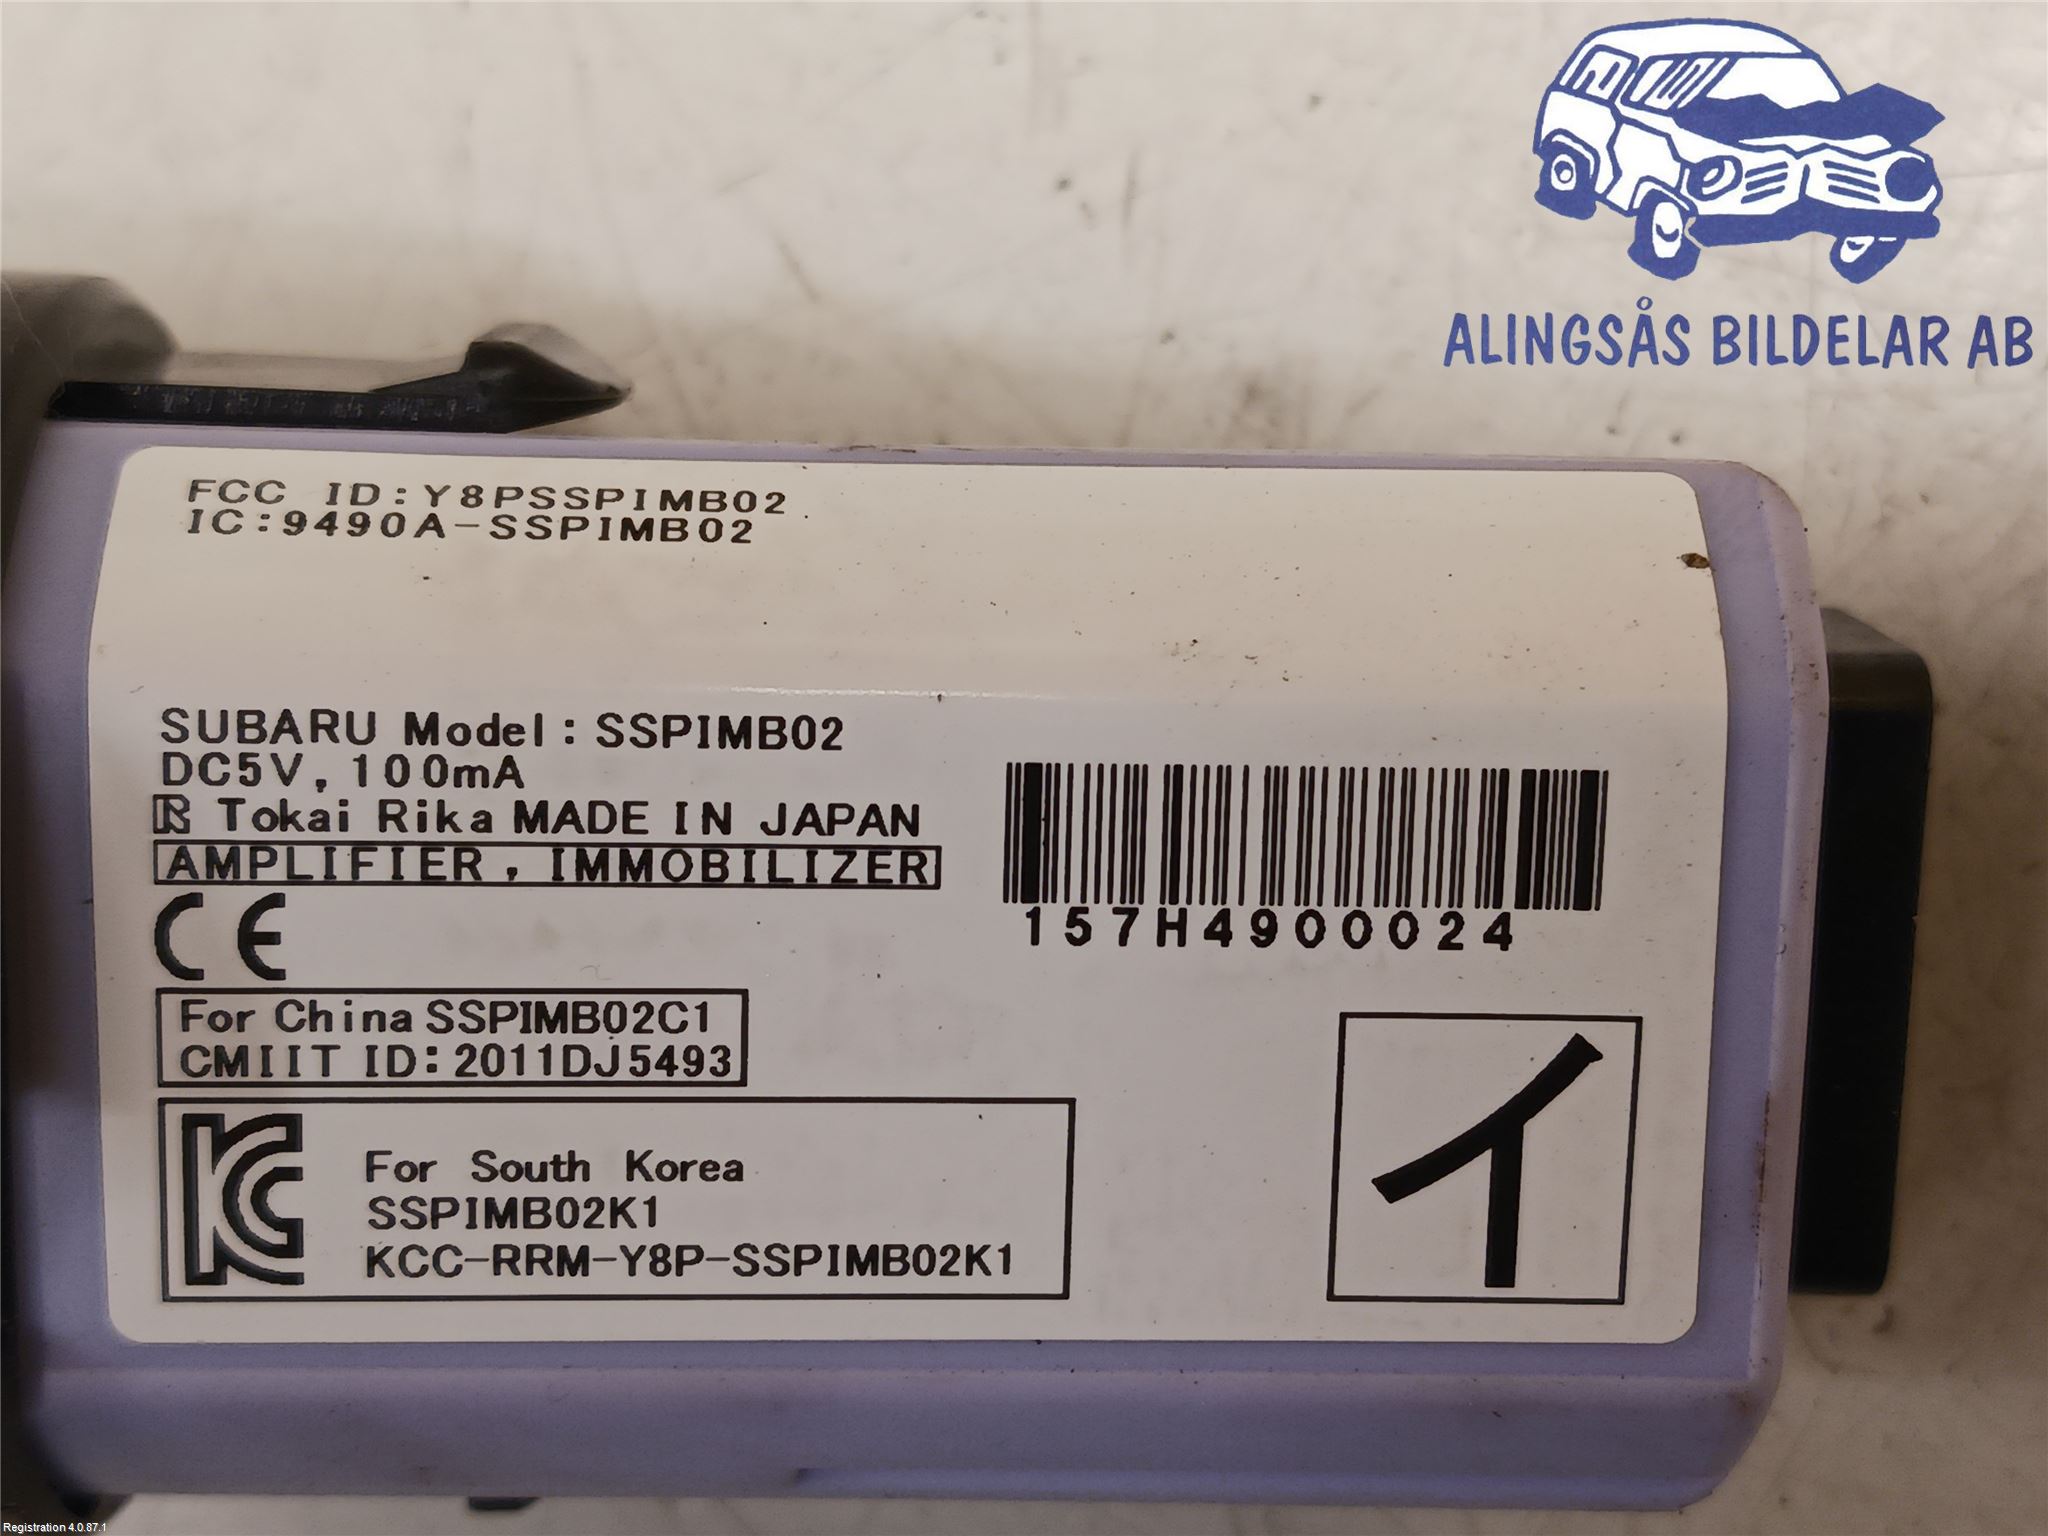 ALINGSÅS BILDELAR AB
FCC ID:Y8PSSPIMB02
IC:9490A-SSPIMB02
SUBARU Model:SSPIMB02
DC5V, 100mA
R Tokai Rika MADE IN JAPAN
AMPLIFIER, IMMOBILIZER
CE
157H4900024
For China SSPIMB02C1
CMIIT ID:2011DJ5493
KC
For South Korea
SSPIMB02K1
KCC-RRM-Y8P-SSPIMB02K1
イ
Registration 4.0.87.1